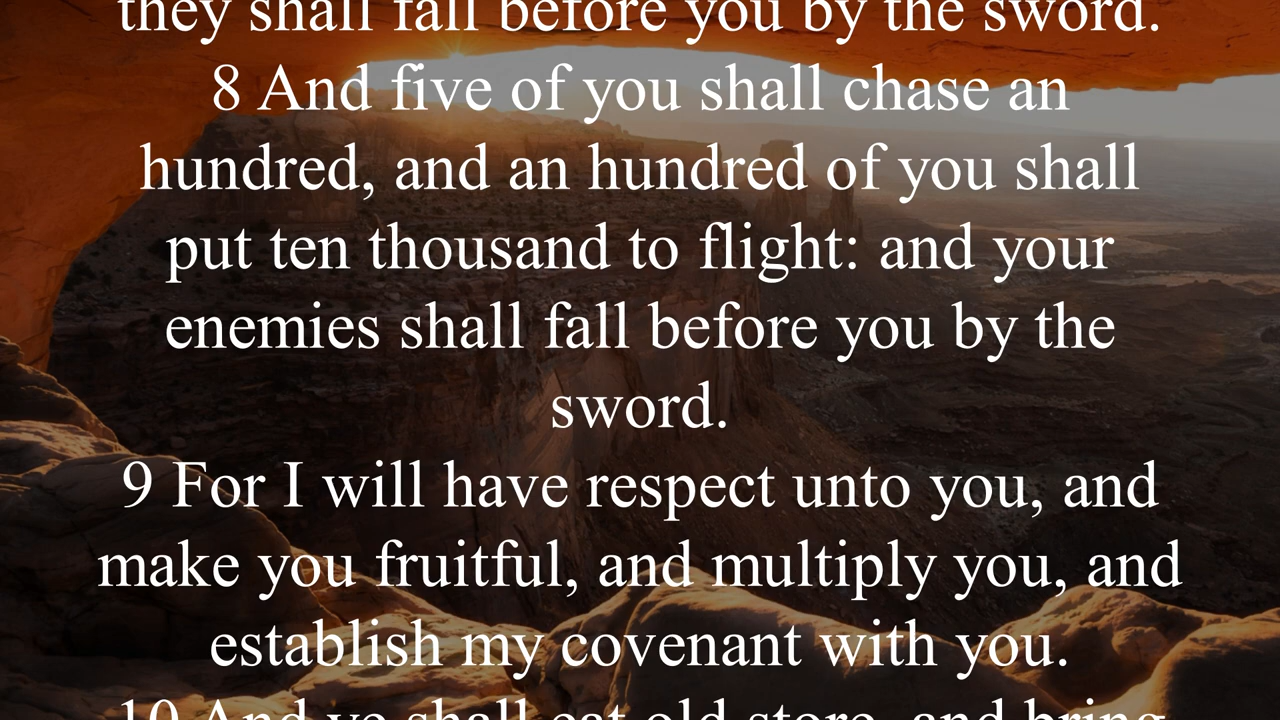 they shall fall before you by the sword.
8 And five of you shall chase an
hundred, and an hundred of you shall
put ten thousand to flight: and your
enemies shall fall before you by the
sword.
9 For I will have respect unto you, and
make you fruitful, and multiply you, and
establish my covenant with you.
10 And ye shall eat old store, and bring